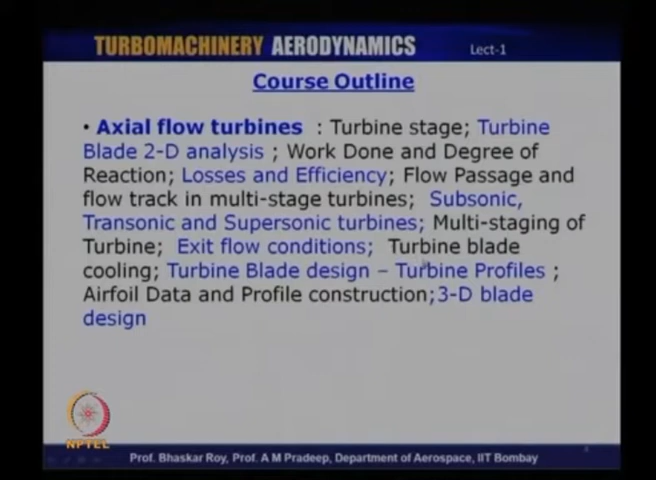 TURBOMACHINERY AERODYNAMICS Lect-1
Course Outline
• Axial flow turbines : Turbine stage; Turbine
Blade 2-D analysis ; Work Done and Degree of
Reaction; Losses and Efficiency; Flow Passage and
flow track in multi-stage turbines; Subsonic,
Transonic and Supersonic turbines; Multi-staging of
Turbine; Exit flow conditions; Turbine blade
cooling; Turbine Blade design – Turbine Profiles ;
Airfoil Data and Profile construction;3-D blade
design
NPTEL
Prof. Bhaskar Roy, Prof. A M Pradeep, Department of Aerospace, IIT Bombay